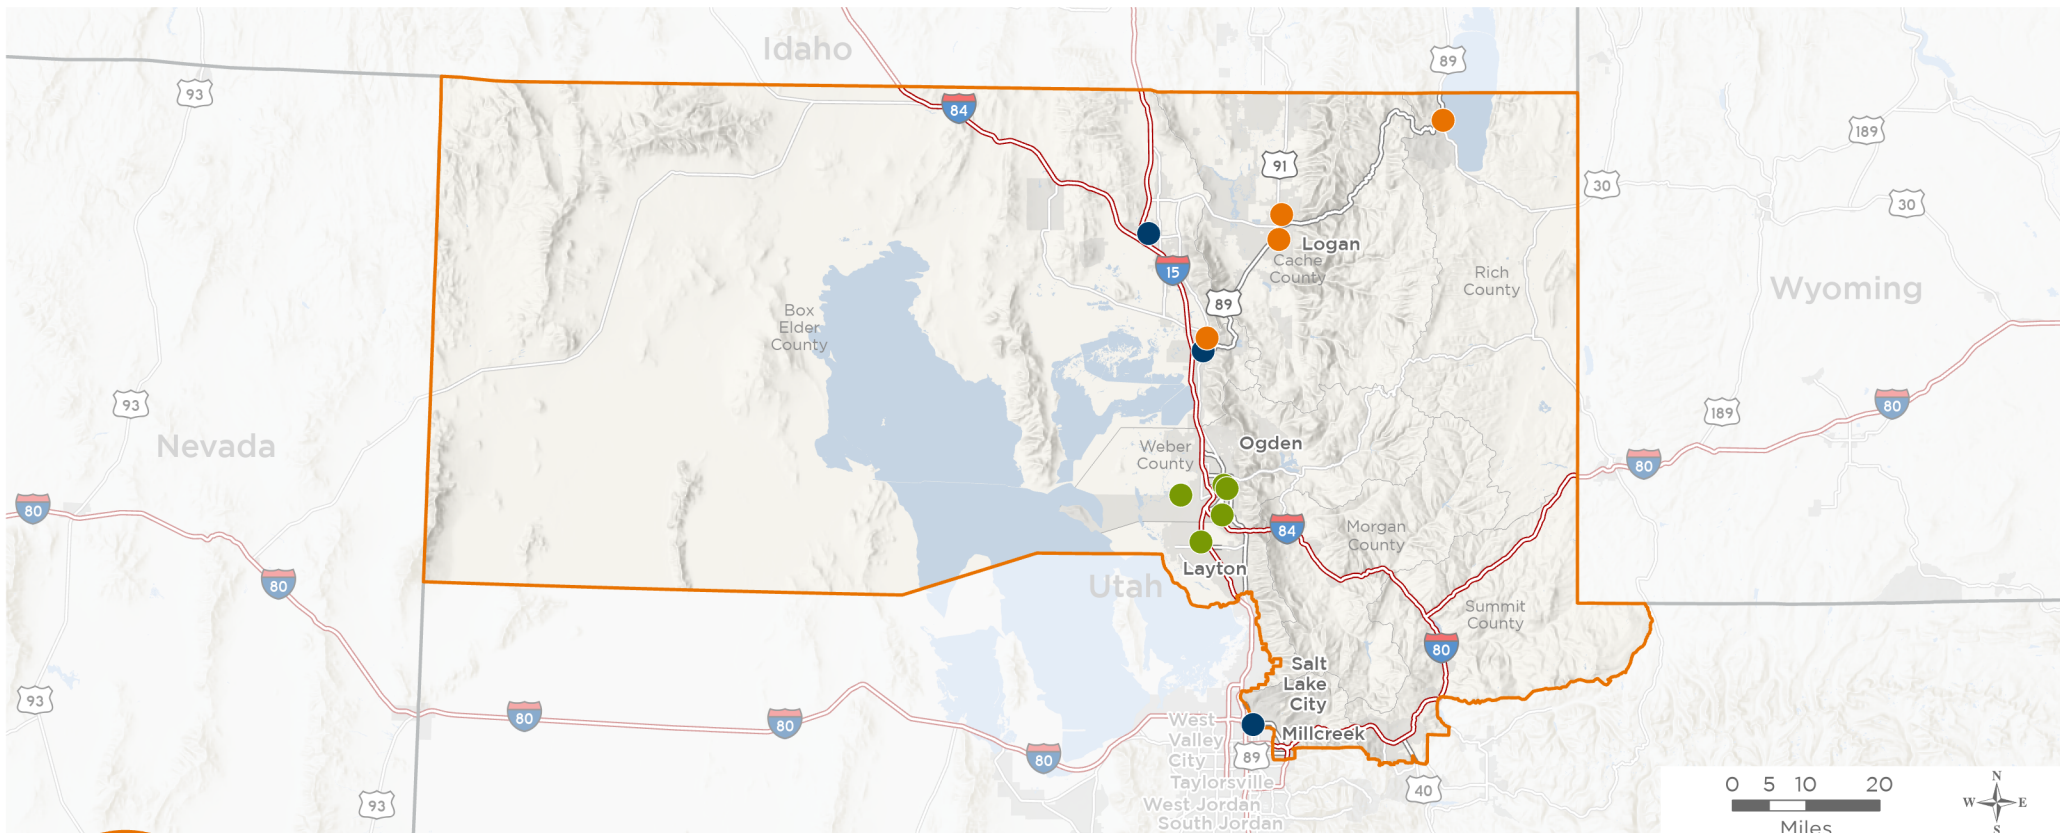 Idaho
89
93
84
189
91
30
30
Logan
Cache
County
15
Rich
County
Wyoming
89
Box
Elder
County
93
80
189
Nevada
Ogden
Weber
County
80
80
84
Morgan
County
Layton
Utah
80
Summit
County
80
Salt
Lake
City
93
80
80
West
Valley
City
Millcreek
89
80
Taylorsville
West Jordan
South Jordan
93
40
0 5 10 20
Miles
N
W E
S